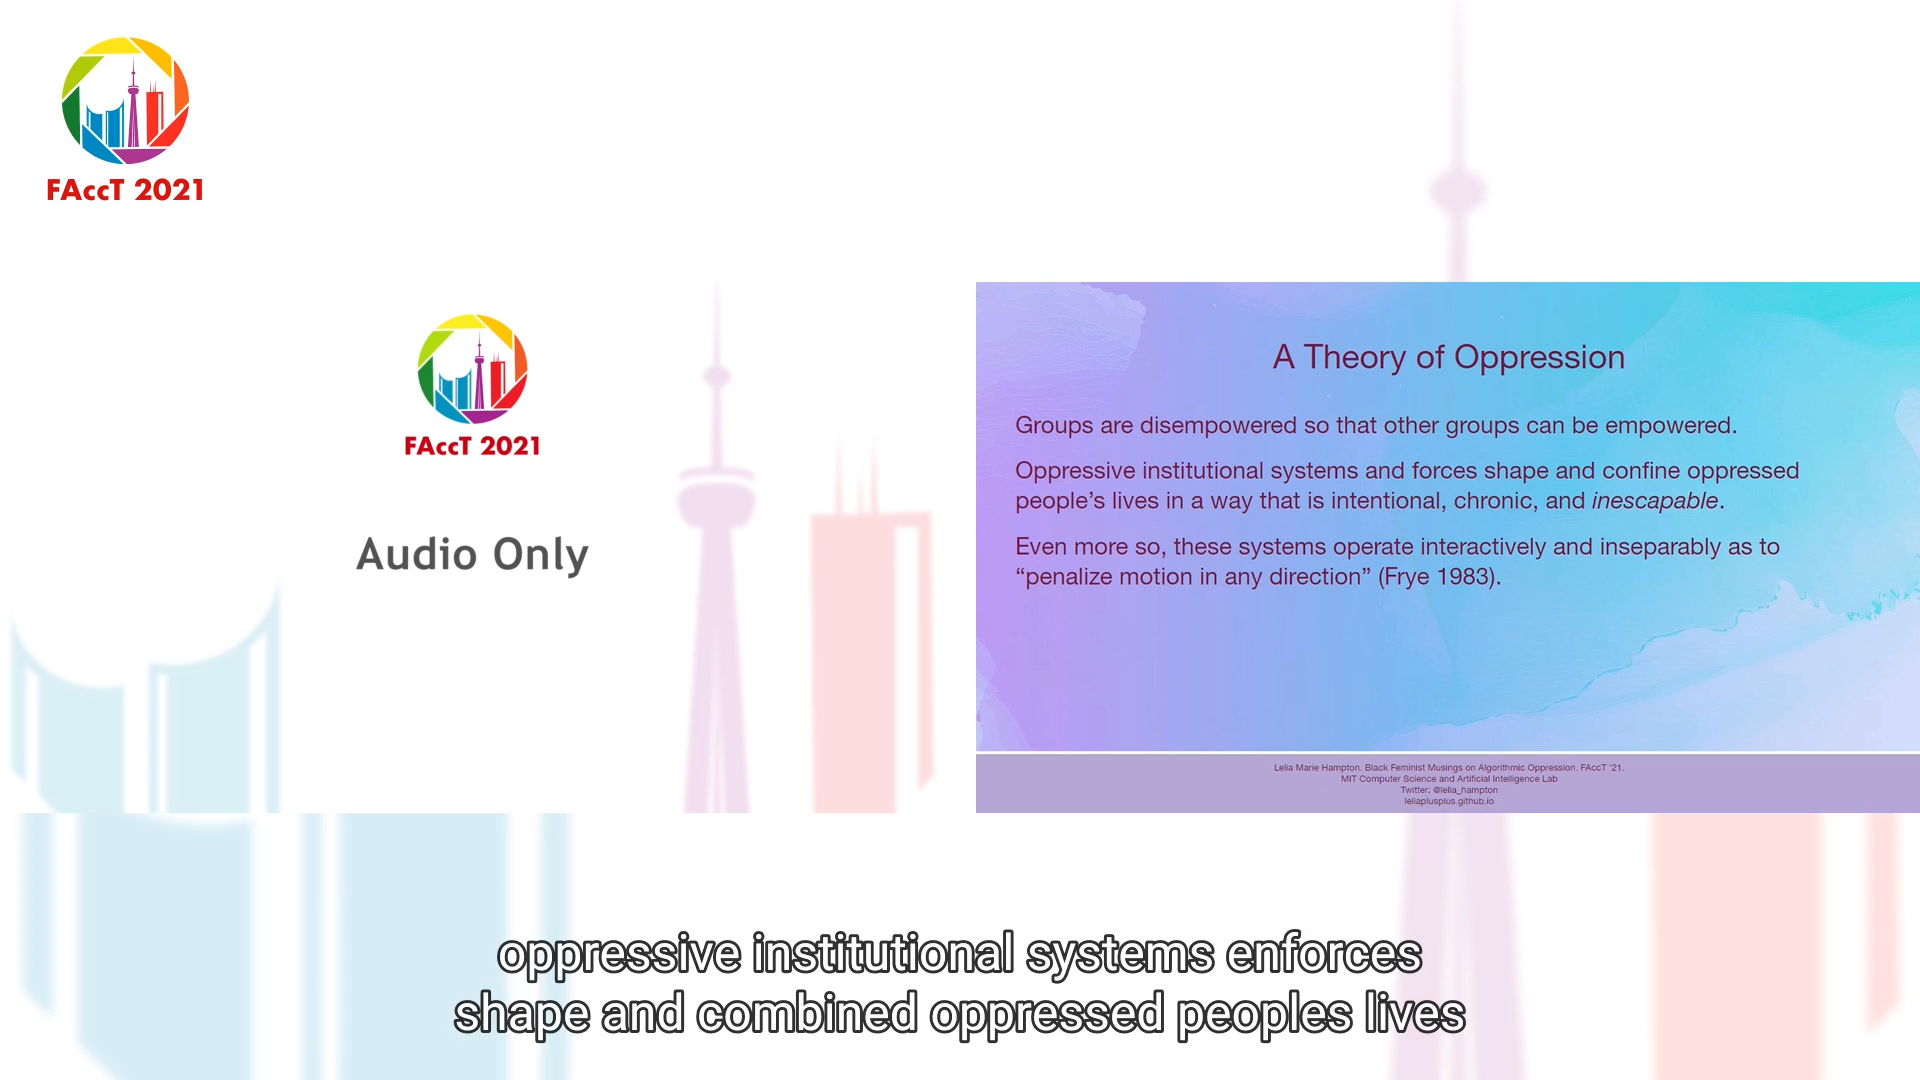 FAccT 2021
FAccT 2021
Audio Only
A Theory of Oppression
Groups are disempowered so that other groups can be empowered.
Oppressive institutional systems and forces shape and confine oppressed
people’s lives in a way that is intentional, chronic, and inescapable.
Even more so, these systems operate interactively and inseparably as to
“penalize motion in any direction” (Frye 1983).
Lelia Marie Hampton. Black Feminist Musings on Algorithmic Oppression. FAccT '21.
MIT Computer Science and Artificial Intelligence Lab
Twitter: @lelia_hampton
leliaplusplus.github.io
oppressive institutional systems enforces
shape and combined oppressed peoples lives